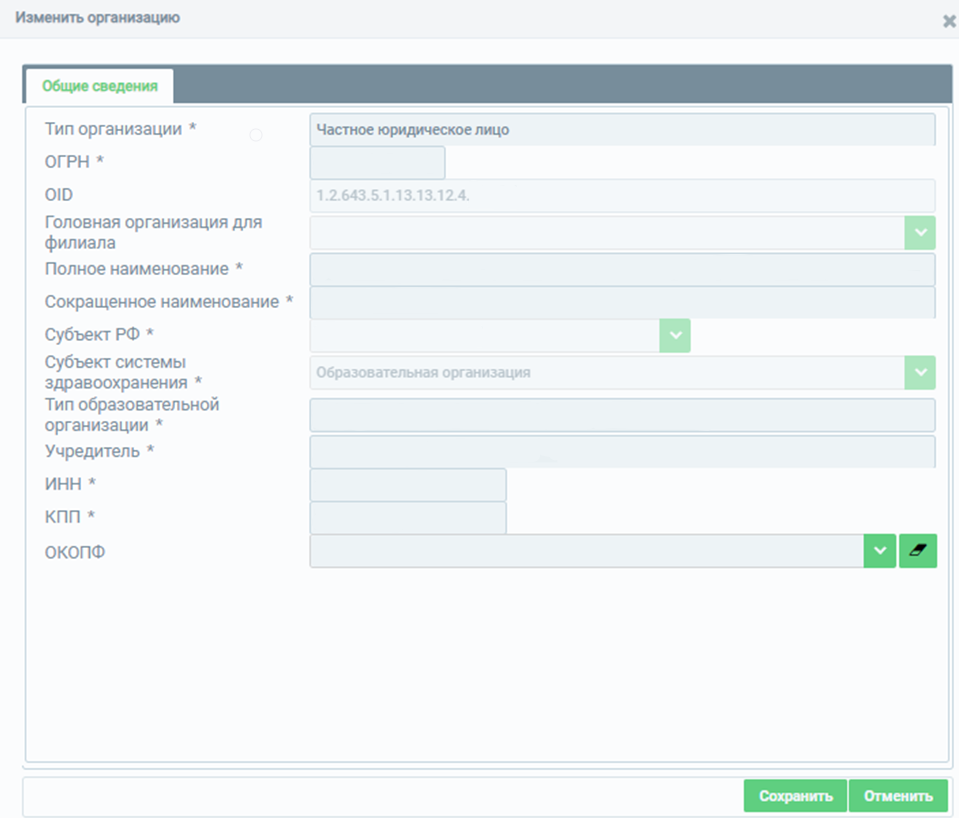 Изменить организацию
Общие сведения
Тип организации *
Частное юридическое лицо
ОГРН *
OID
1.2.643.5.1.13.13.12.4.
Головная организация для
филиала
Полное наименование *
Сокращенное наименование *
Субъект РФ *
Субъект системы
здравоохранения *
Образовательная организация
Тип образовательной
организации *
Учредитель *
ИНН *
КПП *
ОКОПФ
Сохранить
Отменить